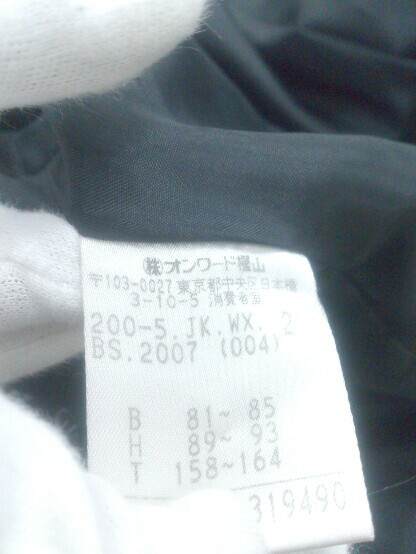 ㈱オンワード樫山
〒103-0027 東京都中央区日本橋
3-10-5 消費者室
200-5.JK.WX. 2
BS.2007 (004)
B 81~ 85
H 89~ 93
T 158~164
319490